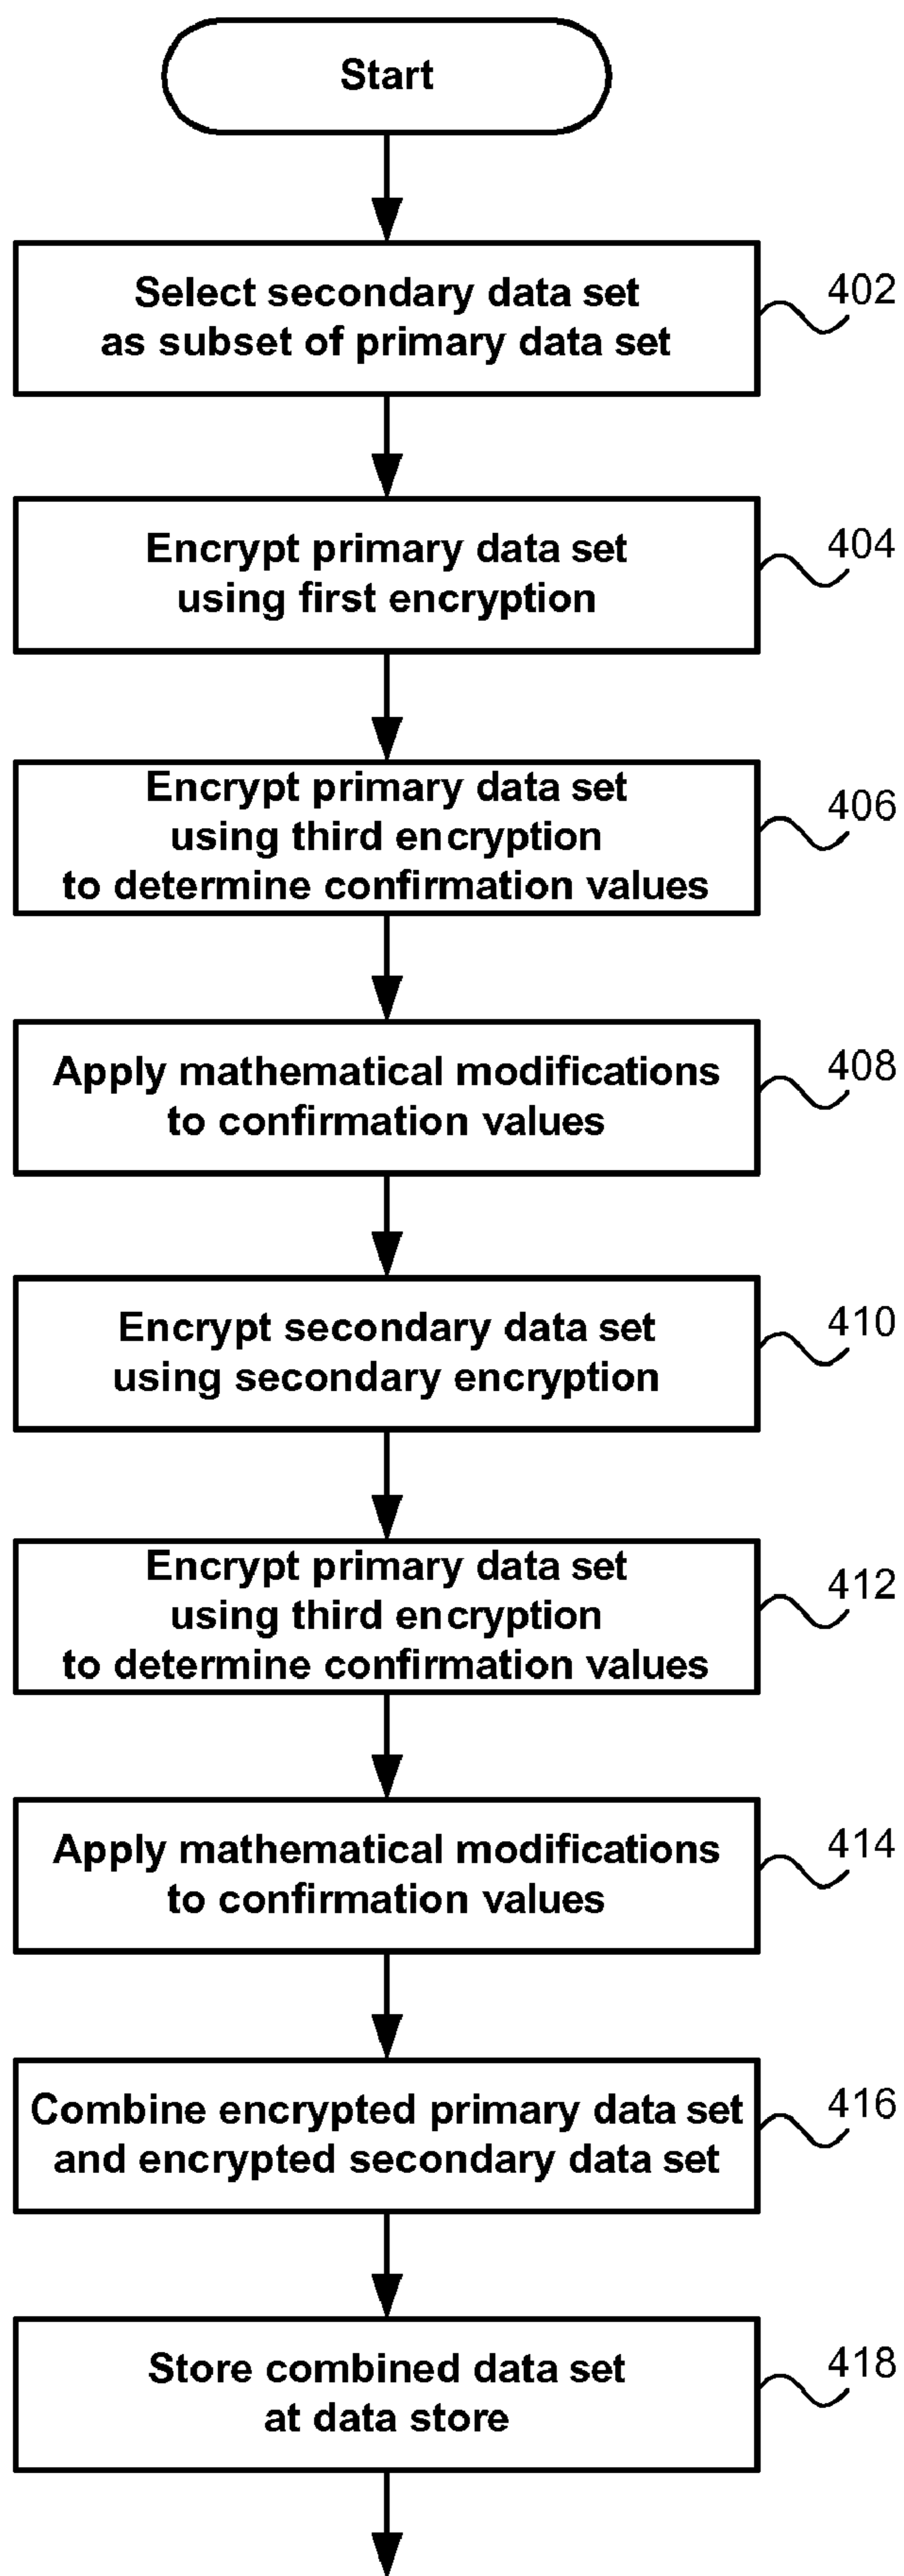 Start
Select secondary data set
as subset of primary data set
402
Encrypt primary data set
using first encryption
404
Encrypt primary data set
using third encryption
to determine confirmation values
406
Apply mathematical modifications
to confirmation values
408
Encrypt secondary data set
using secondary encryption
410
Encrypt primary data set
using third encryption
to determine confirmation values
412
Apply mathematical modifications
to confirmation values
414
Combine encrypted primary data set
and encrypted secondary data set
416
Store combined data set
at data store
418